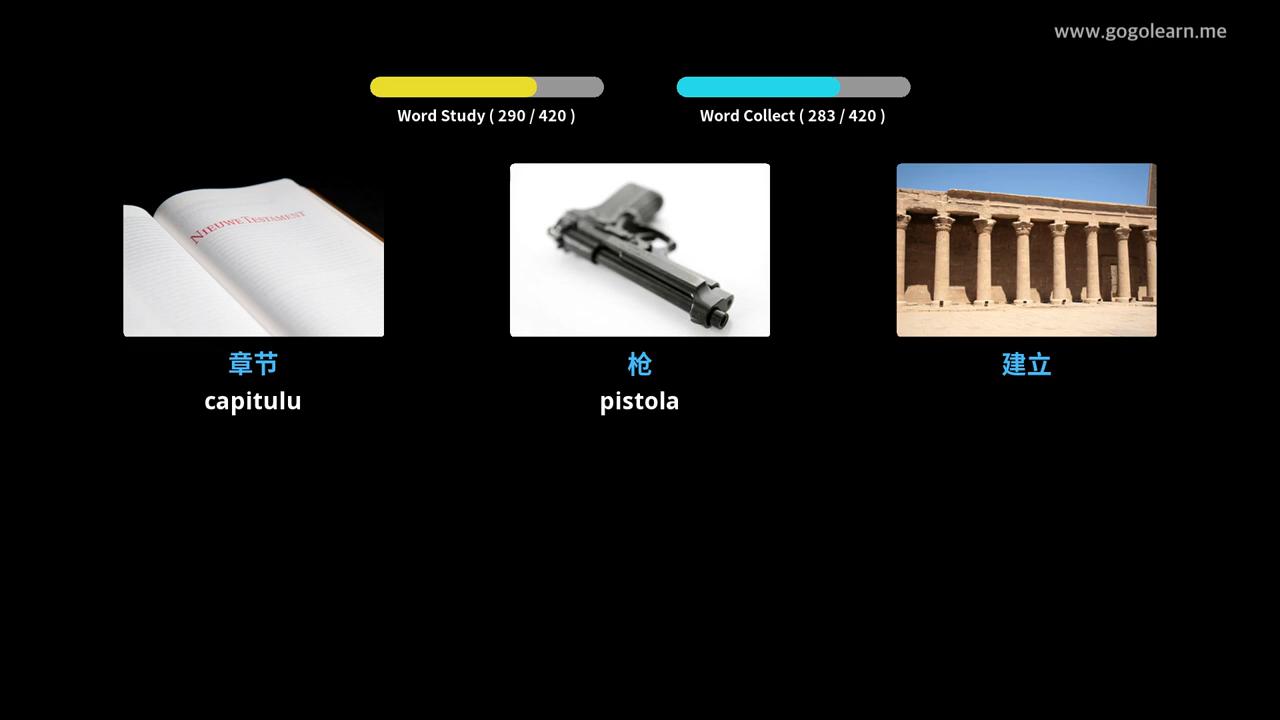 www.gogolearn.me
Word Study ( 290 / 420 )
Word Collect ( 283 / 420 )
NIEUWE TESTAMENT
章节
capitulu
枪
pistola
建立